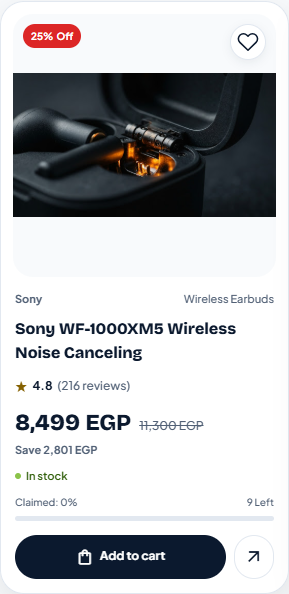 25% Off
Sony
Wireless Earbuds
Sony WF-1000XM5 Wireless
Noise Canceling
★ 4.8 (216 reviews)
8,499 EGP 11,300 EGP
Save 2,801 EGP
In stock
Claimed: 0%
9 Left
Add to cart